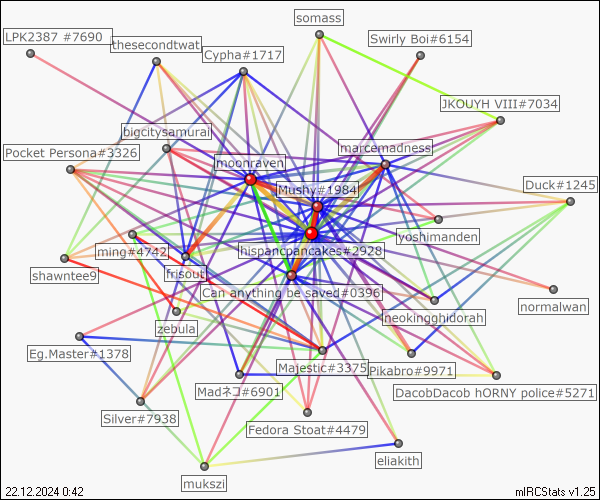 somass
LPK2387 #7690
thesecondtwat
Swirly Boi#6154
Cypha#1717
JKOUYH VIII#7034
bigcitysamurai
marcemadness
Pocket Persona#3326
moonraven
Mushy#1984
Duck#1245
yoshimanden
ming#4742
hispancpancakes#2928
shawntee9
frisout
Can anything be saved#0396
normalwan
neokingghidorah
zebula
Eg.Master#1378
Majestic#3375
Pikabro#9971
Madネコ#6901
DacobDacob hORNY police#5271
Silver#7938
Fedora Stoat#4479
eliakith
mukszi
22.12.2024 0:42
mIRCStats v1.25